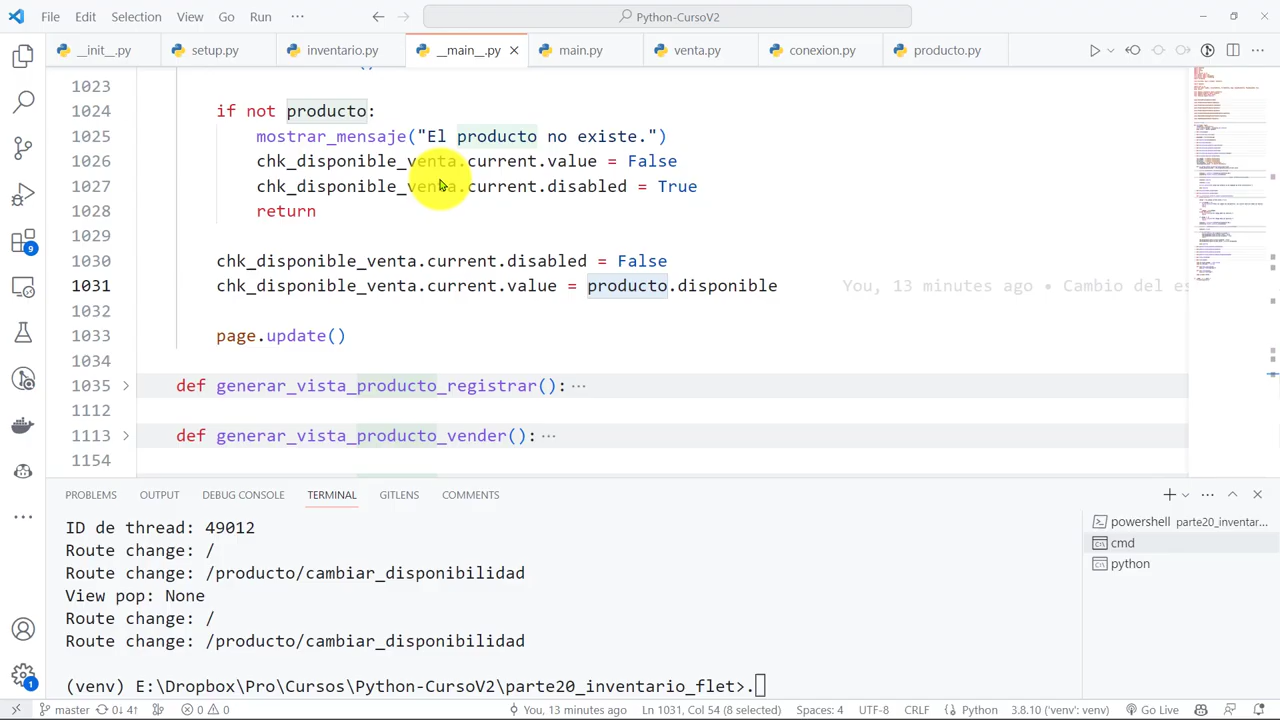 File Edit Selection View Go Run ··· Python-CursoV2
__init__.py setup.py inventario.py __main__.py main.py venta.py conexion.py producto.py
1023 ()
1024 if not producto:
1025 mostrar_mensaje("El producto no existe.")
1026 chk_disponible_venta.current.value = False
1027 chk_disponible_venta.current. = True
1028 return
1029
1030 chk_disponible_venta.current. = False
1031 chk_disponible_venta.current.value = producto.disponible You, 13 minutes ago • Cambio del es
1032
1033 page.update()
1034
1035 def generar_vista_producto_registrar():···
1112
1113 def generar_vista_producto_vender():···
1154
PROBLEMS OUTPUT DEBUG CONSOLE TERMINAL GITLENS COMMENTS
ID de thread: 49012
Route change: /
Route change: /producto/cambiar_disponibilidad
View pop: None
Route change: /
Route change: /producto/cambiar_disponibilidad
(venv) E:\Dropbox\Pro\Cursos\Python-CursoV2\parte20_inventario_flet>.
powershell parte20_inventar...
cmd
python
9
1
master 0↓ 4↑ 0 0 You, 13 minutes ago Ln 1031, Col 54 (8 selected) Spaces: 4 UTF-8 CRLF Python 3.8.10 ('venv': venv) Go Live